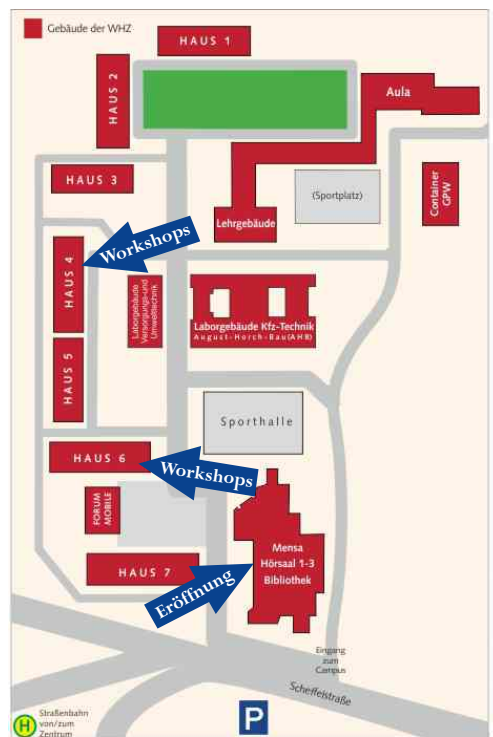 Gebäude der WHZ
HAUS 1
HAUS 2
Aula
HAUS 3
(Sportplatz)
Container
GPW
Lehrgebäude
Workshops
HAUS 4
Laborgebäude
Versorgungs-und
Umwelttechnik
Laborgebäude Kfz-Technik
August-Horch-Bau(AHB)
HAUS 5
Sporthalle
HAUS 6
Workshops
FORUM
MOBILE
Mensa
Hörsaal 1-3
Bibliothek
HAUS 7
Eröffnung
Eingang
zum
Campus
Scheffelstraße
H
Straßenbahn
von/zum
Zentrum
P